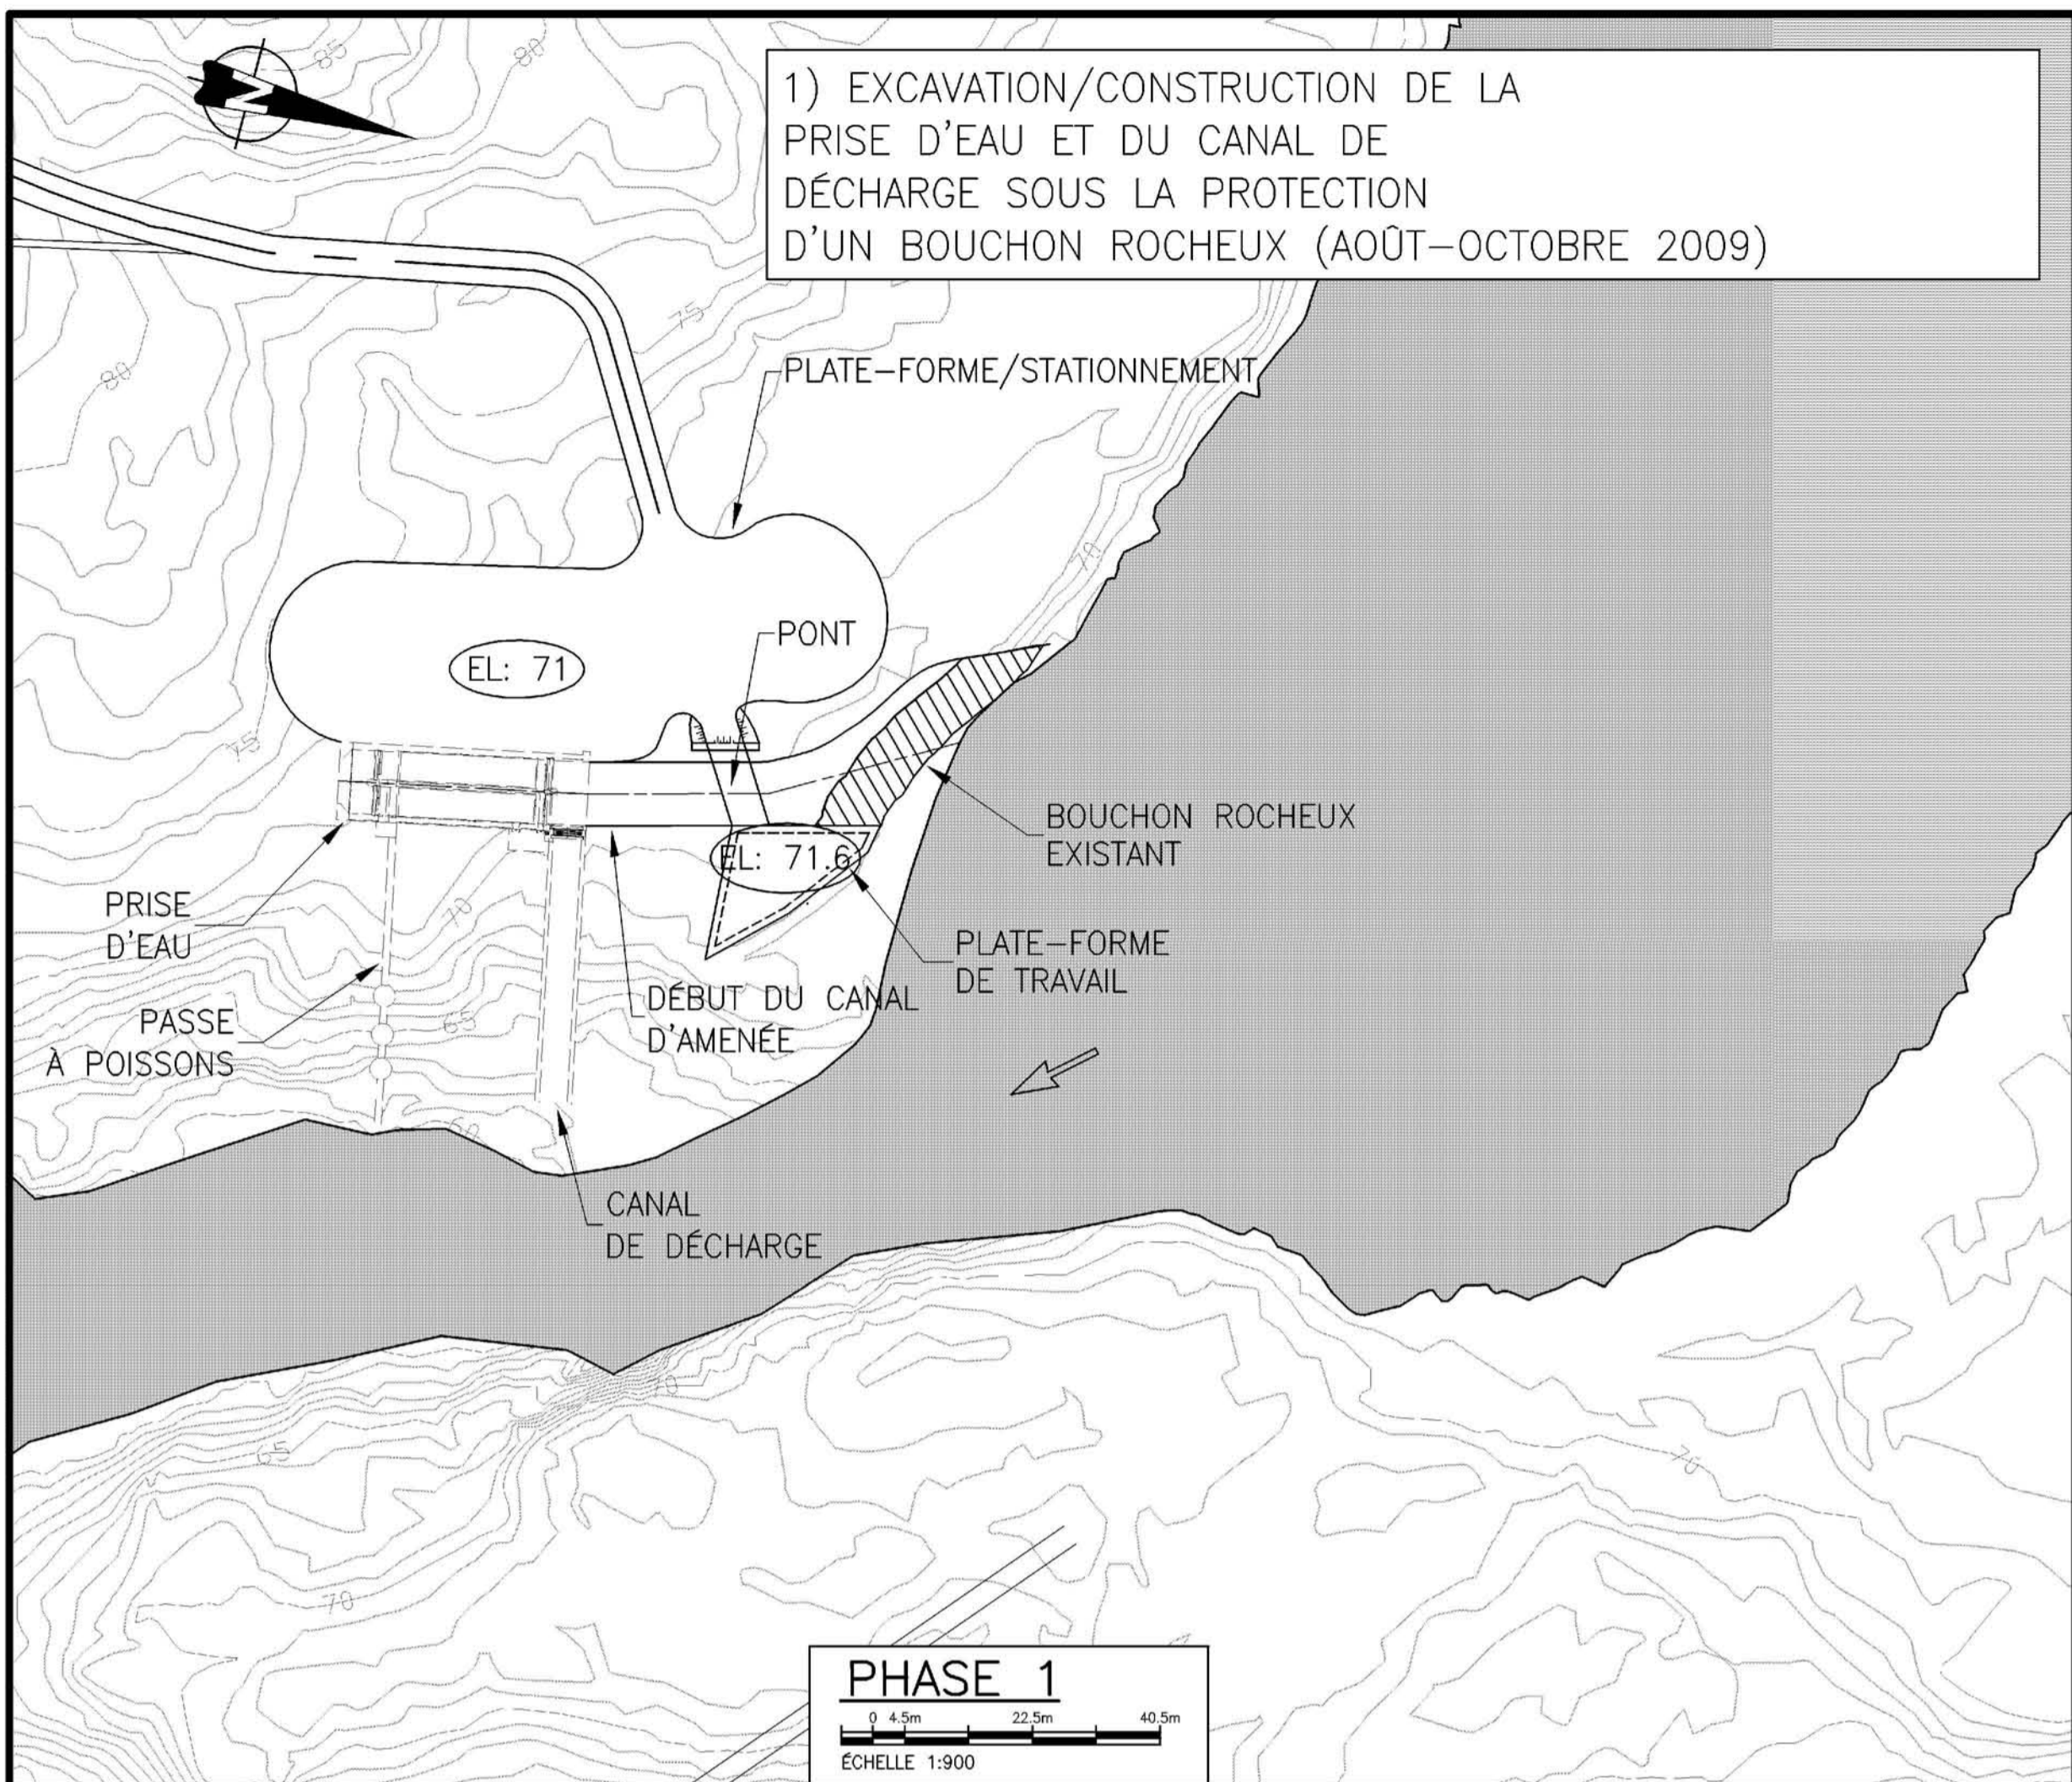 1) EXCAVATION/CONSTRUCTION DE LA
PRISE D'EAU ET DU CANAL DE
DÉCHARGE SOUS LA PROTECTION
D'UN BOUCHON ROCHEUX (AOÛT-OCTOBRE 2009)
N
85
80
80
75
PLATE-FORME/STATIONNEMENT
70
PONT
EL: 71
75
BOUCHON ROCHEUX
EXISTANT
EL: 71.6
PRISE
D'EAU
70
PLATE-FORME
DE TRAVAIL
DÉBUT DU CANAL
D'AMENÉE
PASSE
À POISSONS
65
60
CANAL
DE DÉCHARGE
70
65
70
70
PHASE 1
0 4.5m 22.5m 40.5m
ÉCHELLE 1:900